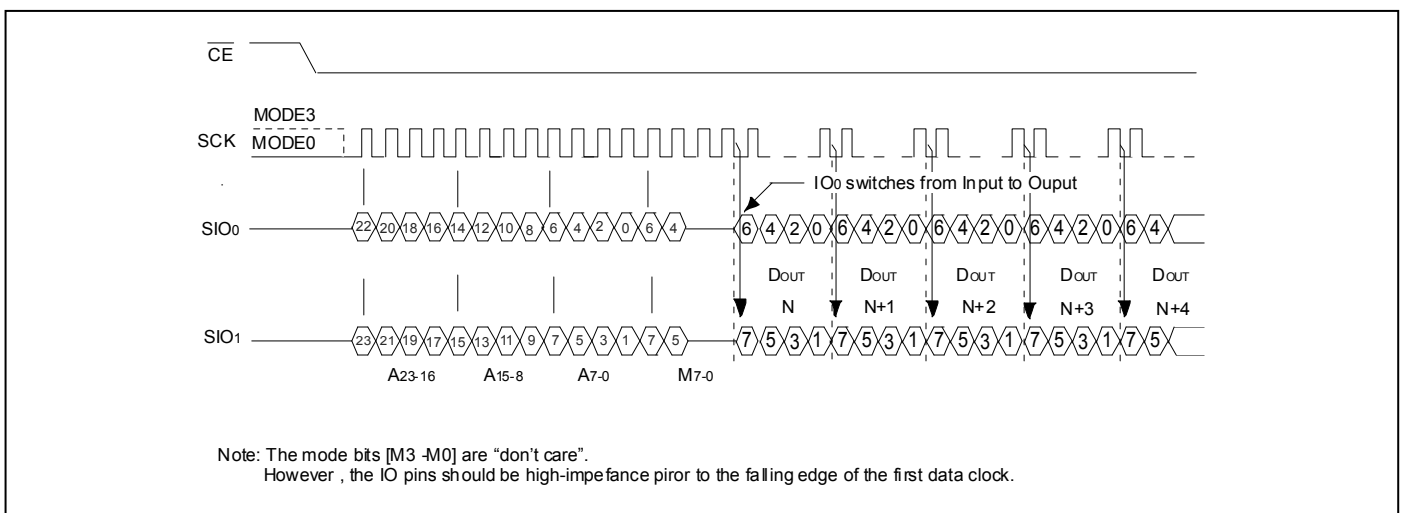 CE
MODE3
SCK MODE0
IO0 switches from Input to Ouput
SIO0 22 20 18 16 14 12 10 8 6 4 2 0 6 4 6 4 2 0 6 4 2 0 6 4 2 0 6 4 2 0 6 4
DOUT DOUT DOUT DOUT DOUT
N N+1 N+2 N+3 N+4
SIO1 23 21 19 17 15 13 11 9 7 5 3 1 7 5 7 5 3 1 7 5 3 1 7 5 3 1 7 5 3 1 7 5
A23-16 A15-8 A7-0 M7-0
Note: The mode bits [M3 -M0] are “don’t care”.
However , the IO pins should be high-impefance piror to the falling edge of the first data clock.